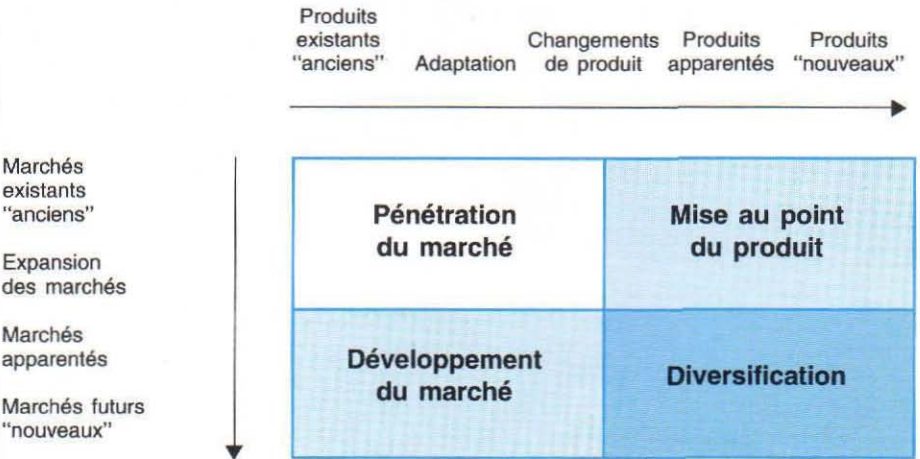 Produits
existants
"anciens"
Adaptation
Changements
de produit
Produits
apparentés
Produits
"nouveaux"
Marchés
existants
"anciens"
Expansion
des marchés
Marchés
apparentés
Marchés futurs
"nouveaux"
Pénétration
du marché
Mise au point
du produit
Développement
du marché
Diversification